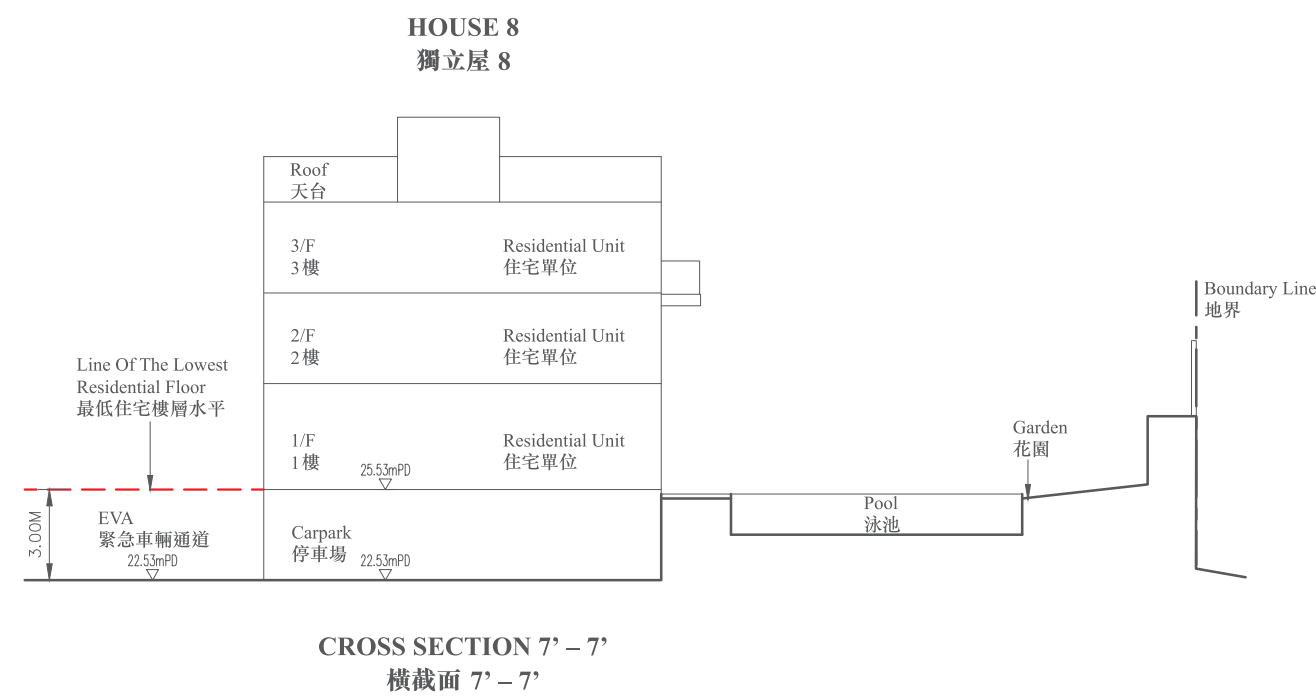 HOUSE 8
獨立屋 8
Roof
天台
3/F
3樓
Residential Unit
住宅單位
2/F
2樓
Residential Unit
住宅單位
1/F
1樓
Residential Unit
住宅單位
25.53mPD
Line Of The Lowest
Residential Floor
最低住宅樓層水平
3.00M
EVA
緊急車輛通道
22.53mPD
Carpark
停車場
22.53mPD
Pool
泳池
Garden
花園
Boundary Line
地界
CROSS SECTION 7’ – 7’
橫截面 7’ – 7’